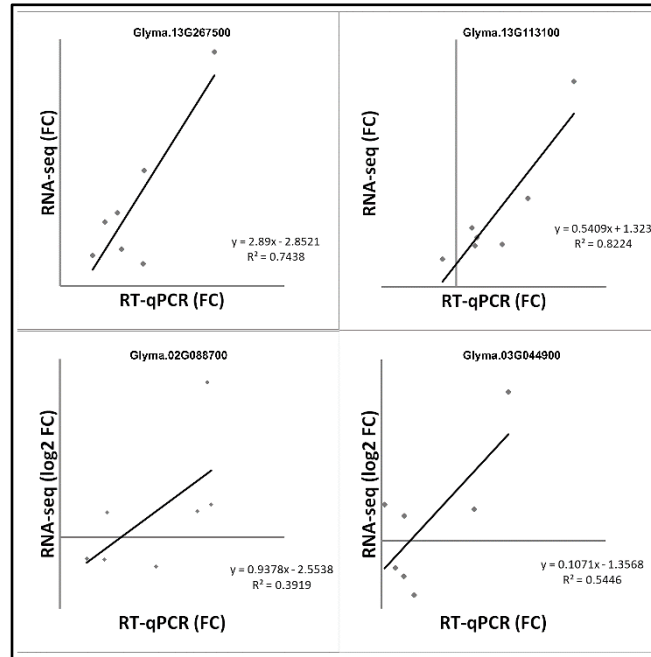 Glyma.13G267500
RNA-seq (FC)
y = 2.89x - 2.8521
R² = 0.7438
RT-qPCR (FC)
Glyma.13G113100
RNA-seq (FC)
y = 0.5409x + 1.323
R² = 0.8224
RT-qPCR (FC)
Glyma.02G088700
RNA-seq (log2 FC)
y = 0.9378x - 2.5538
R² = 0.3919
RT-qPCR (FC)
Glyma.03G044900
RNA-seq (log2 FC)
y = 0.1071x - 1.3568
R² = 0.5446
RT-qPCR (FC)